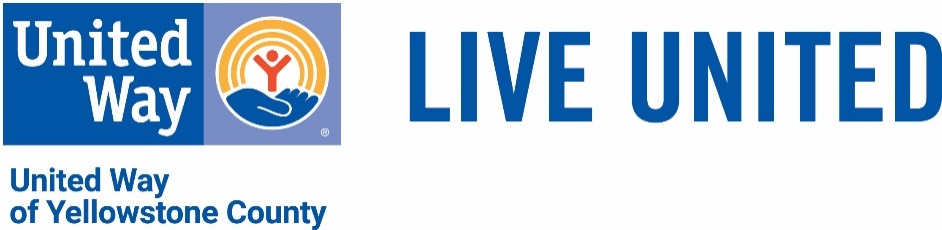 United
Way
®
United Way
of Yellowstone County
LIVE UNITED